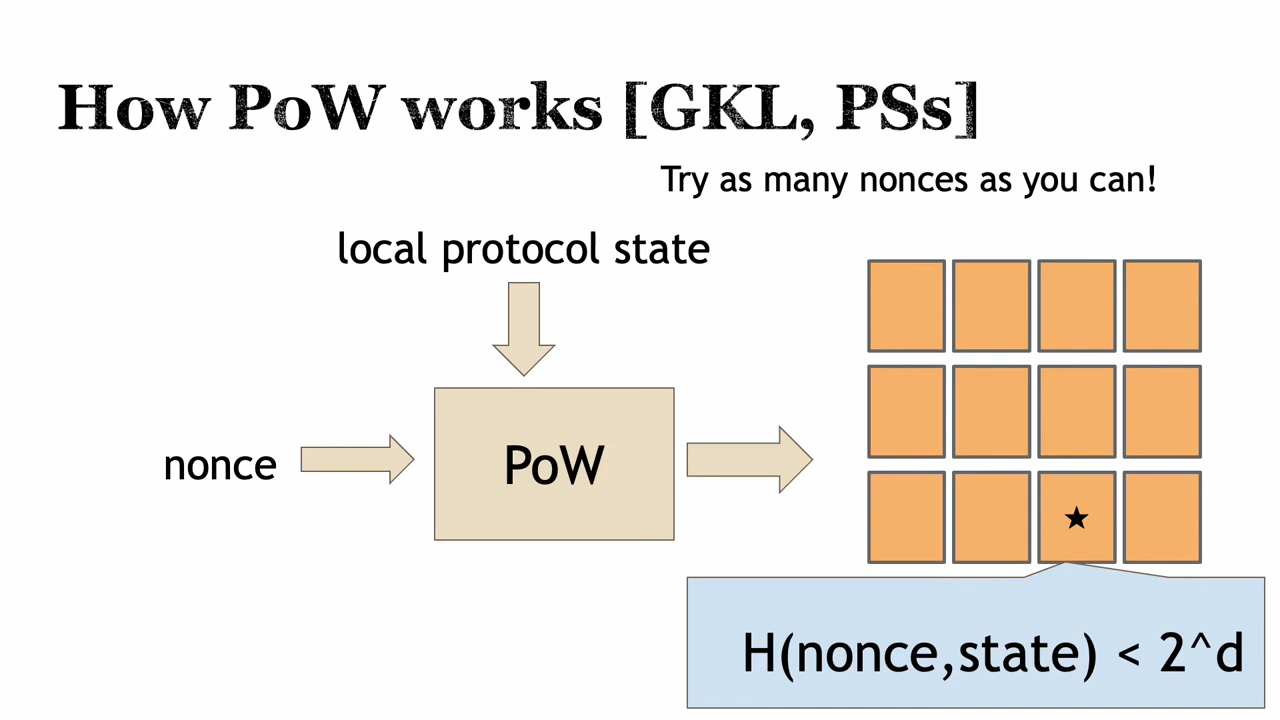 How PoW works [GKL, PSs]
Try as many nonces as you can!
local protocol state
nonce
PoW
★
H(nonce,state) < 2^d